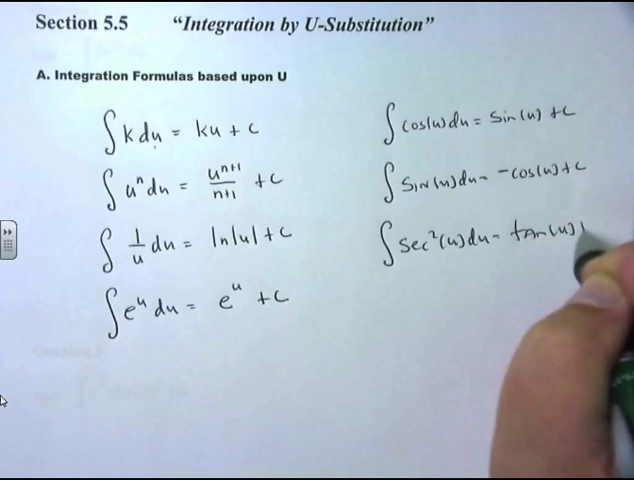 Section 5.5 "Integration by U-Substitution"
A. Integration Formulas based upon U
∫ k du = ku + c
∫ uⁿ du = uⁿ⁺¹/n+1 + c
∫ 1/u du = ln|u| + c
∫ eᵘ du = eᵘ + c
∫ cos(u) du = sin(u) + c
∫ sin(u) du = -cos(u) + c
∫ sec²(u) du = tan(u)